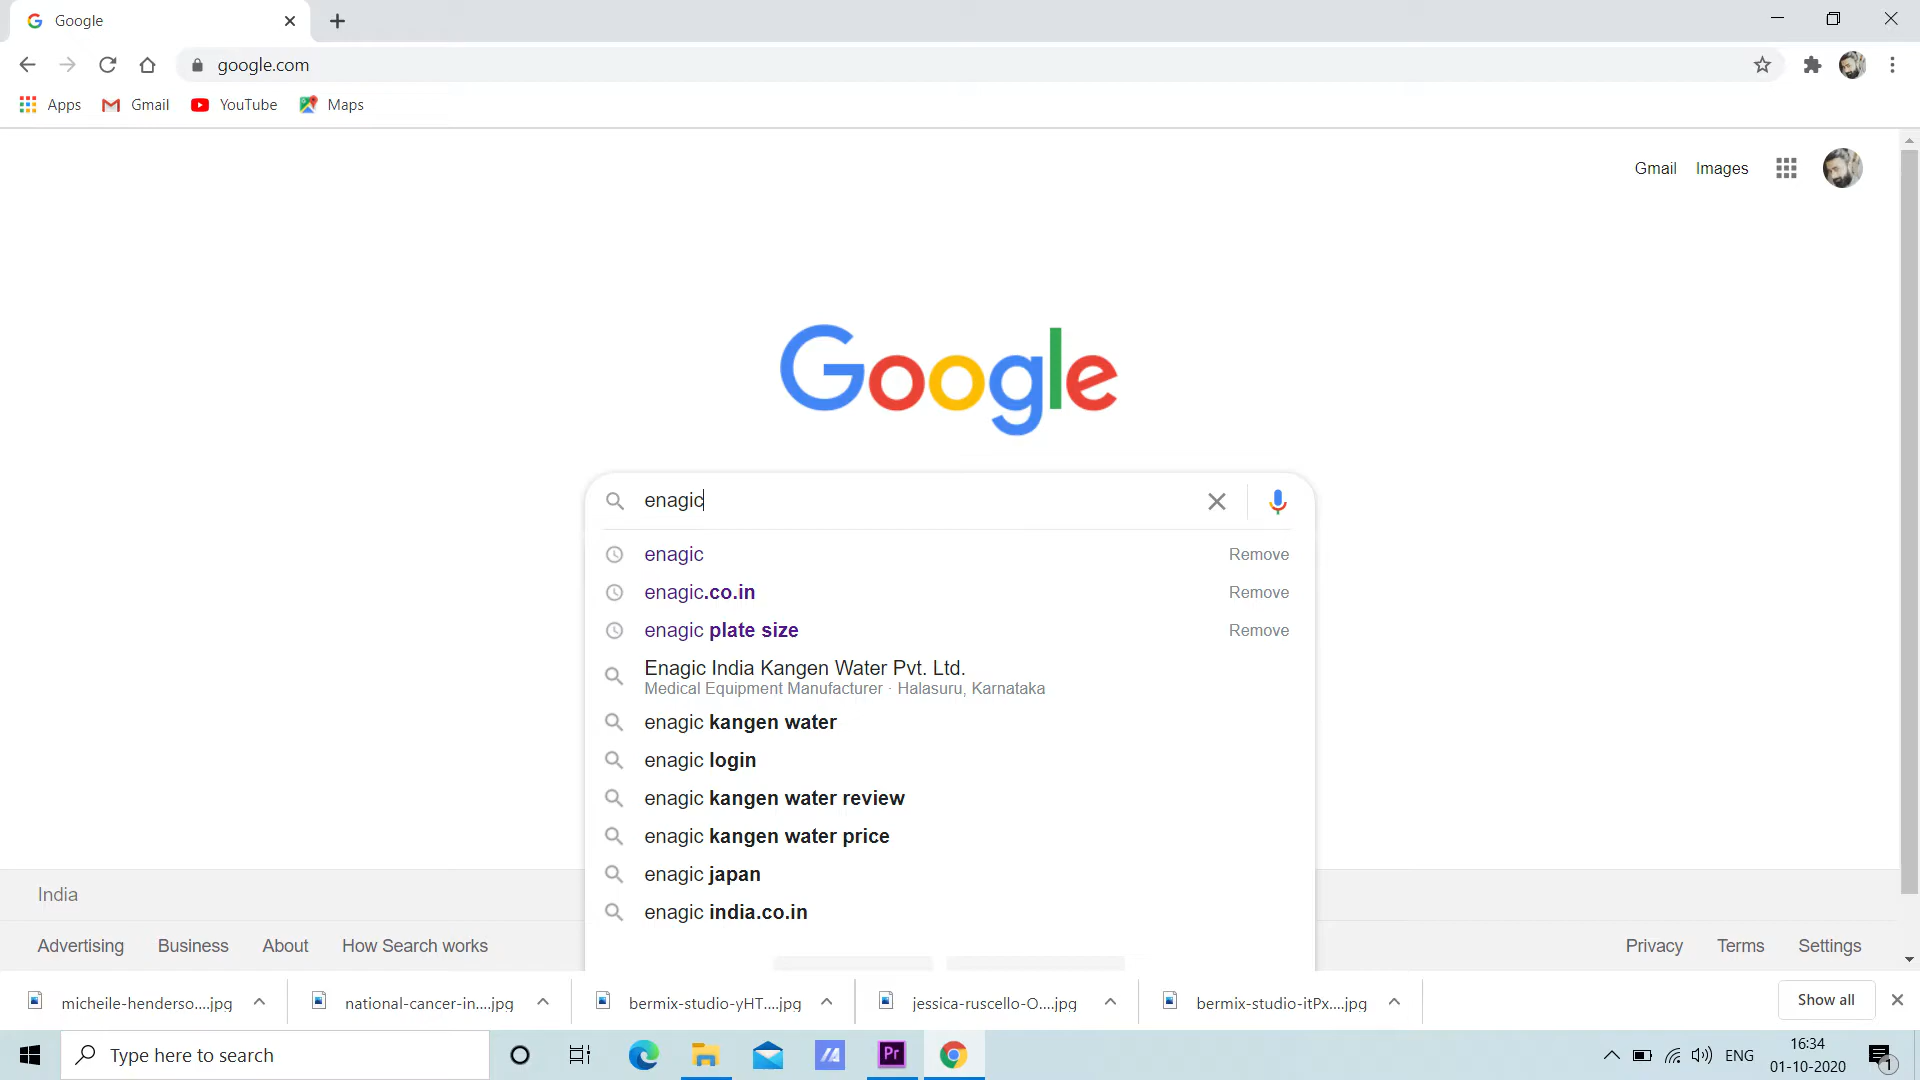 Google
google.com
Apps
Gmail
YouTube
Maps
Gmail Images
Google
enagic
enagic Remove
enagic.co.in Remove
enagic plate size Remove
Enagic India Kangen Water Pvt. Ltd.
Medical Equipment Manufacturer · Halasuru, Karnataka
enagic kangen water
enagic login
enagic kangen water review
enagic kangen water price
enagic japan
enagic india.co.in
India
Advertising Business About How Search works Privacy Terms Settings
micheile-henderso....jpg national-cancer-in....jpg bermix-studio-yHT....jpg jessica-ruscello-O....jpg bermix-studio-itPx....jpg Show all
Type here to search
Pr
ENG
16:34
01-10-2020
1